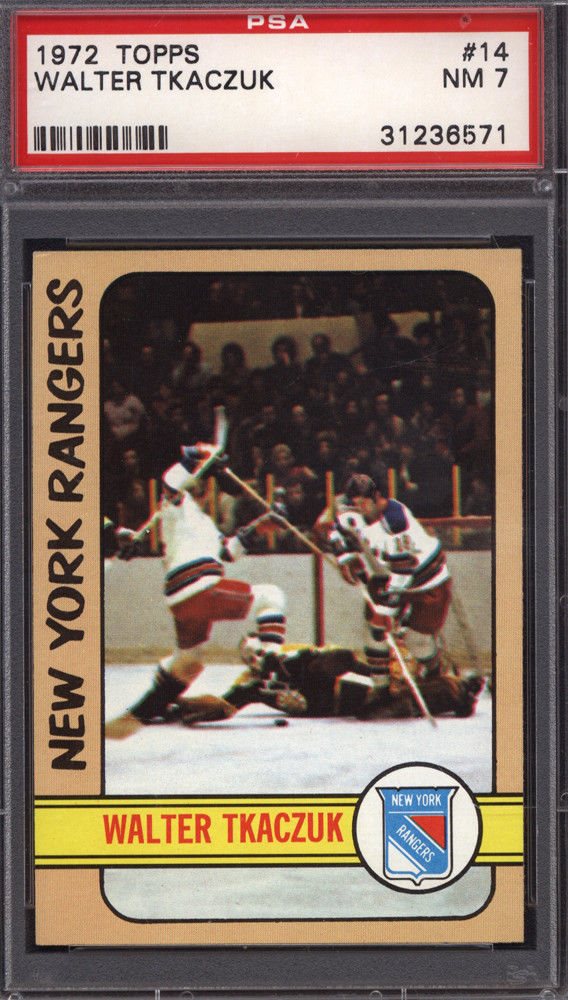 PSA
1972 TOPPS #14
WALTER TKACZUK NM 7
31236571
NEW YORK RANGERS
WALTER TKACZUK
NEW YORK
RANGERS